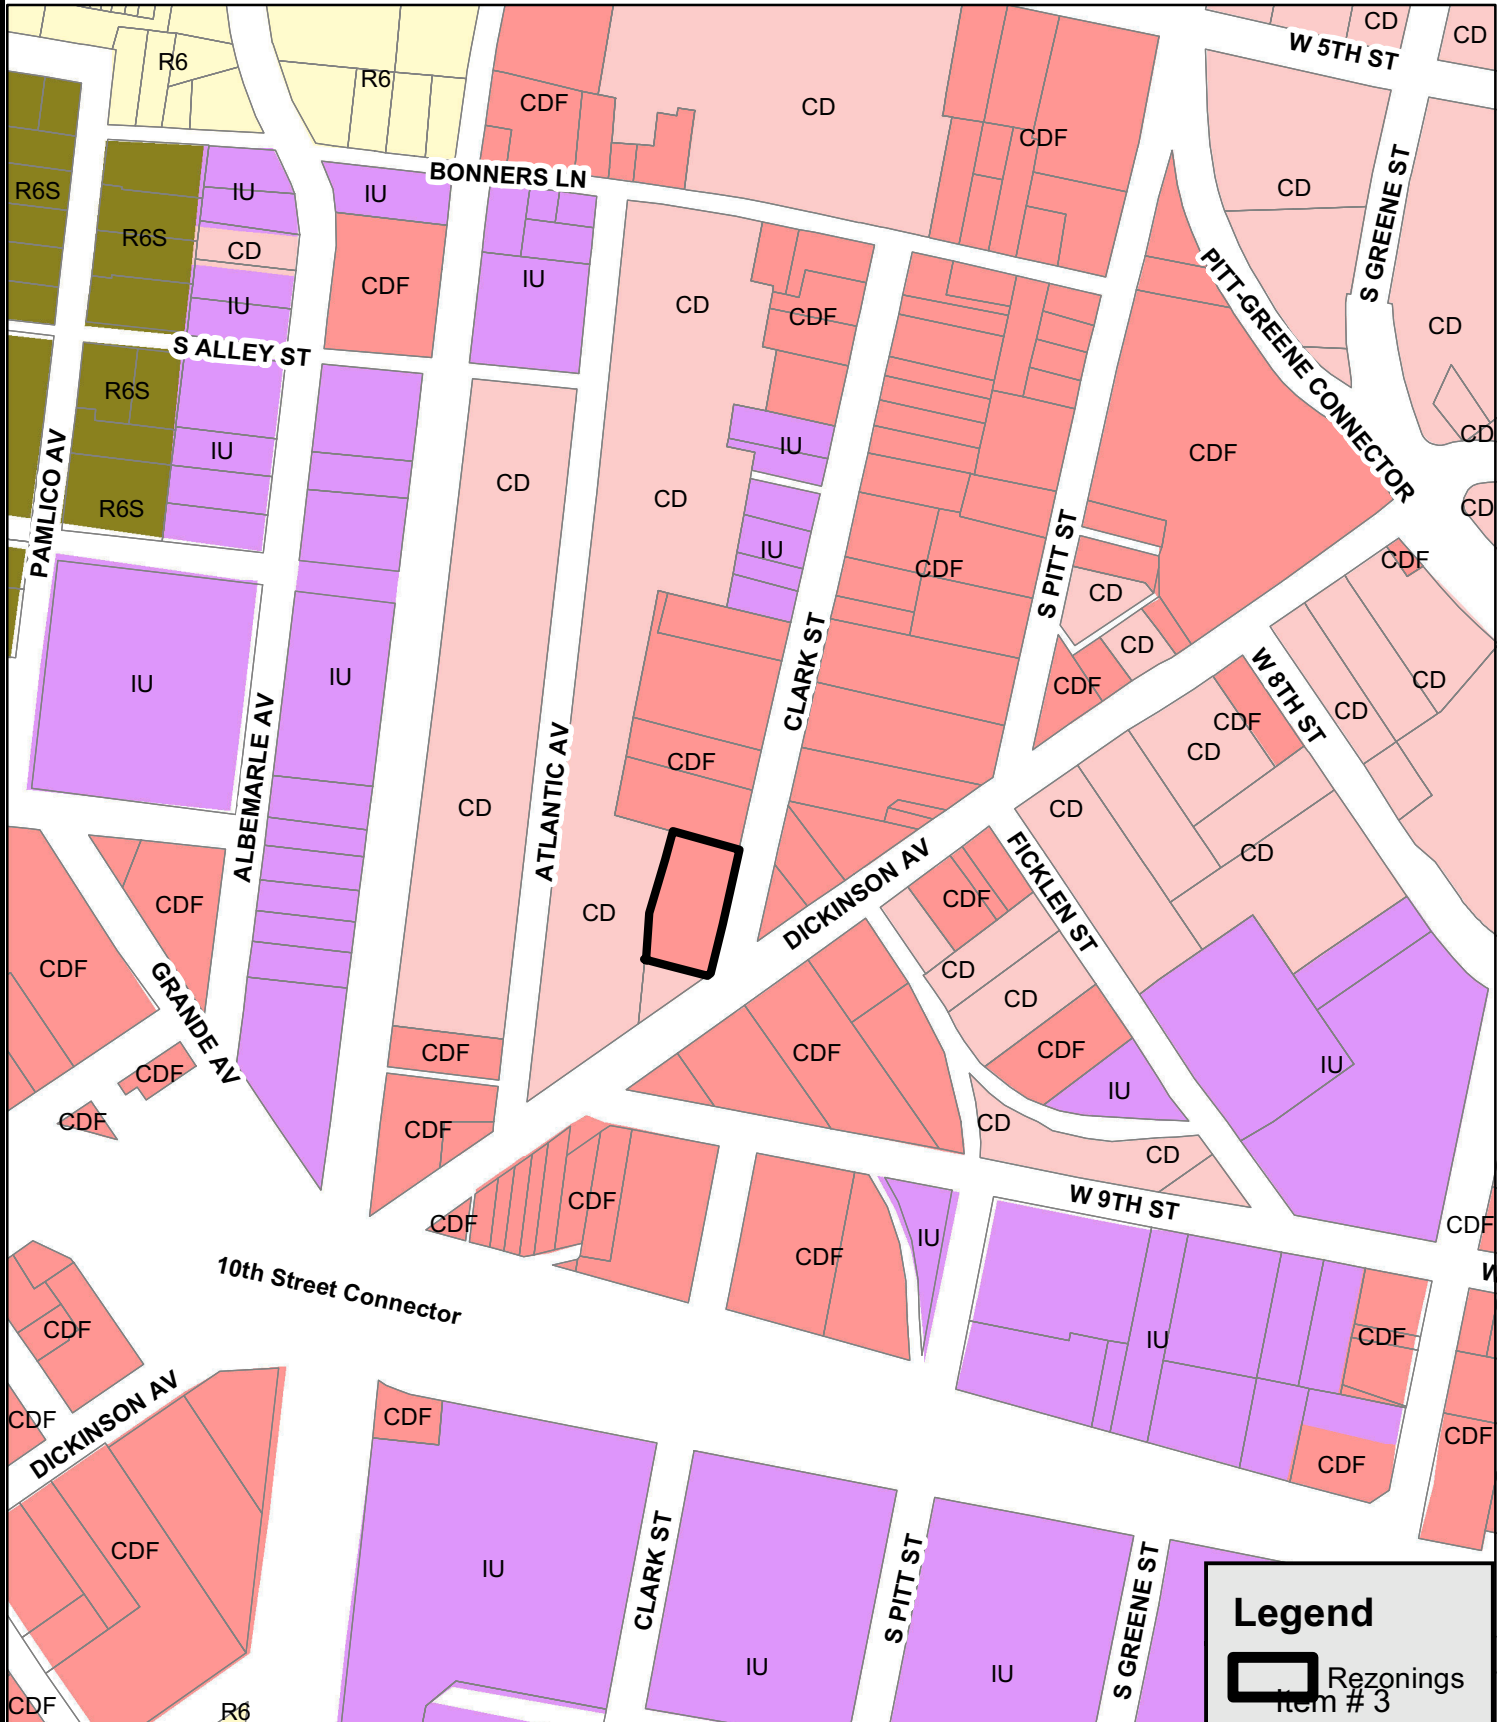 CD
CD
W 5TH ST
R6
R6
CDF
CD
CDF
S GREENE ST
BONNERS LN
R6S
IU
IU
CD
R6S
CD
IU
CDF
IU
CD
CDF
PITT-GREENE CONNECTOR
IU
CD
S ALLEY ST
R6S
CD
IU
IU
CDF
PAMLICO AV
CD
CD
R6S
CD
S PITT ST
IU
CDF
CDF
CD
CD
IU
IU
CLARK ST
CDF
W 8TH ST
CD
CD
CDF
CD
ALBEMARLE AV
ATLANTIC AV
CDF
CD
CD
CD
FICKLEN ST
DICKINSON AV
CDF
CDF
CD
CDF
CD
CD
GRANDE AV
CDF
CDF
CDF
CDF
IU
IU
CDF
CDF
CD
CD
W 9TH ST
CDF
CDF
CDF
IU
CDF
10th Street Connector
W
CDF
IU
CDF
DICKINSON AV
CDF
CDF
CDF
CDF
CDF
IU
CLARK ST
S PITT ST
S GREENE ST
IU
IU
CDF
R6
Legend
Rezonings
Item # 3